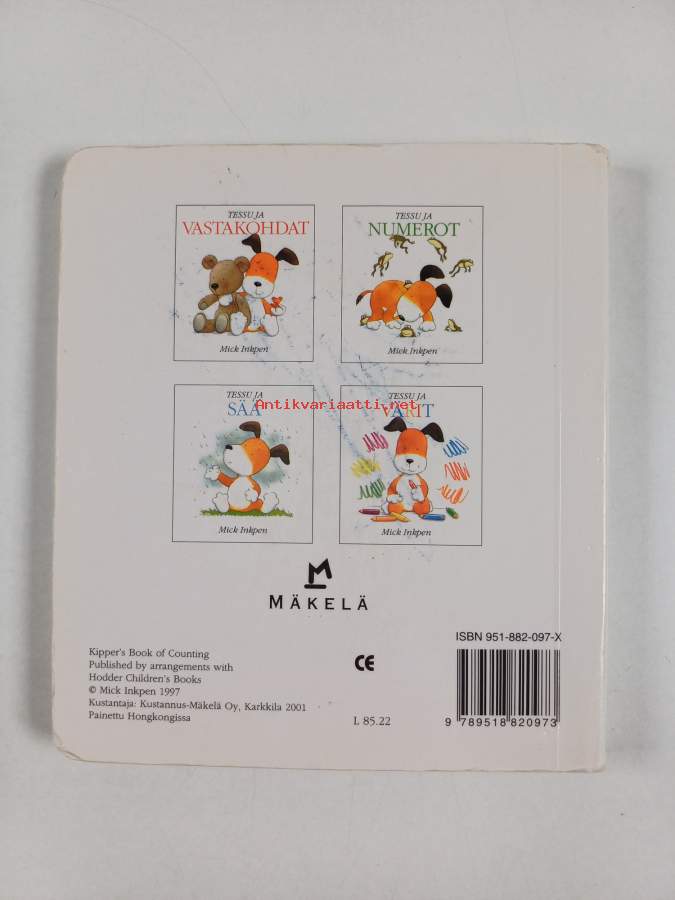 TESSU JA
VASTAKOHDAT
Mick Inkpen
TESSU JA
NUMEROT
Mick Inkpen
TESSU JA
SÄÄ
Mick Inkpen
TESSU JA
VÄRIT
Mick Inkpen
Antikvariaatti.net
M
MÄKELÄ
Kipper's Book of Counting
Published by arrangements with
Hodder Children's Books
© Mick Inkpen 1997
Kustantaja: Kustannus-Mäkelä Oy, Karkkila 2001
Painettu Hongkongissa
CE
L 85.22
ISBN 951-882-097-X
9 789518 820973